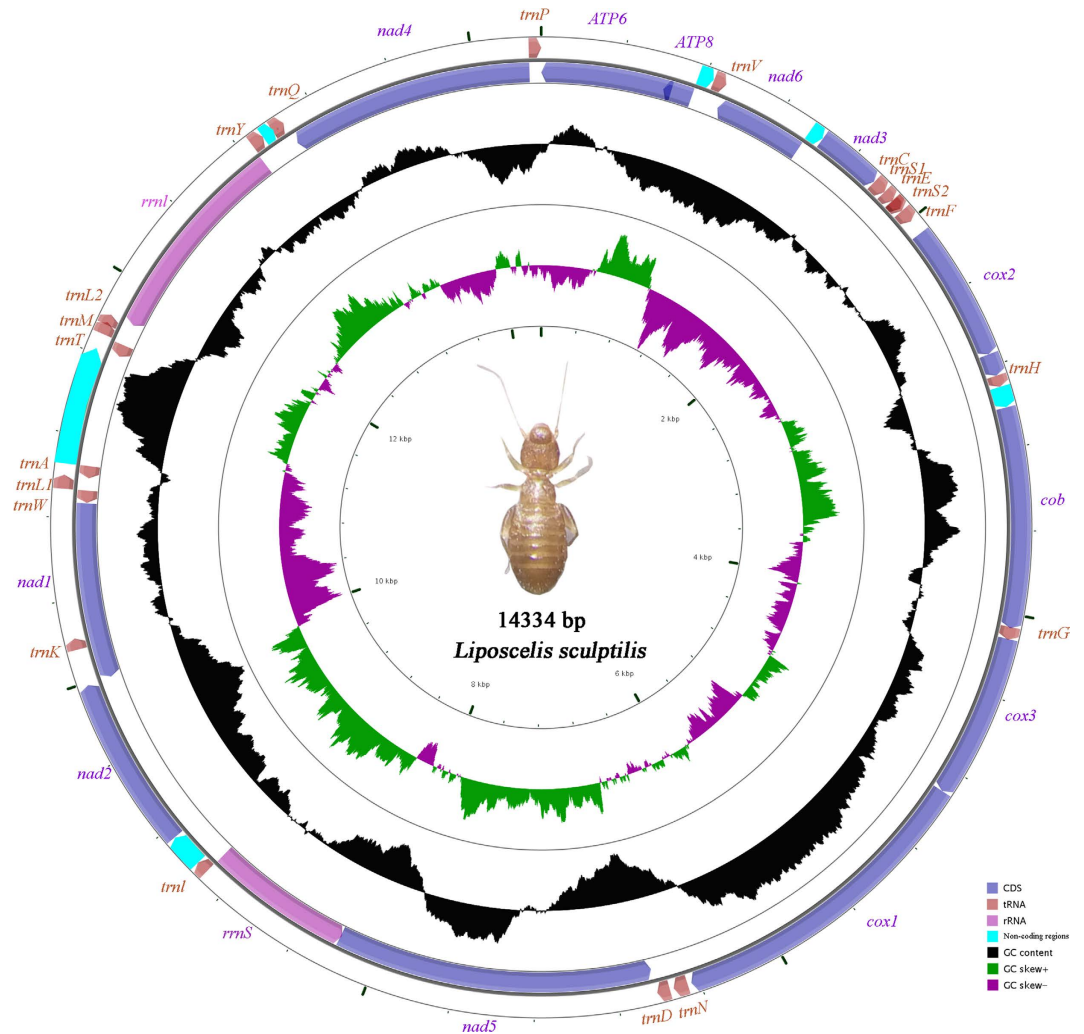 trnP
ATP6
ATP8
trnV
nad6
nad3
trnC
trnS1
trnE
trnS2
trnF
cox2
trnH
cob
trnG
cox3
cox1
trnN
trnD
nad5
rrnS
trnI
nad2
trnK
nad1
trnW
trnL1
trnA
trnT
trnM
trnL2
rrnl
trnY
trnQ
nad4
2 kbp
4 kbp
6 kbp
8 kbp
10 kbp
12 kbp
14334 bp
Liposcelis sculptilis
CDS
tRNA
rRNA
Non-coding regions
GC content
GC skew+
GC skew-